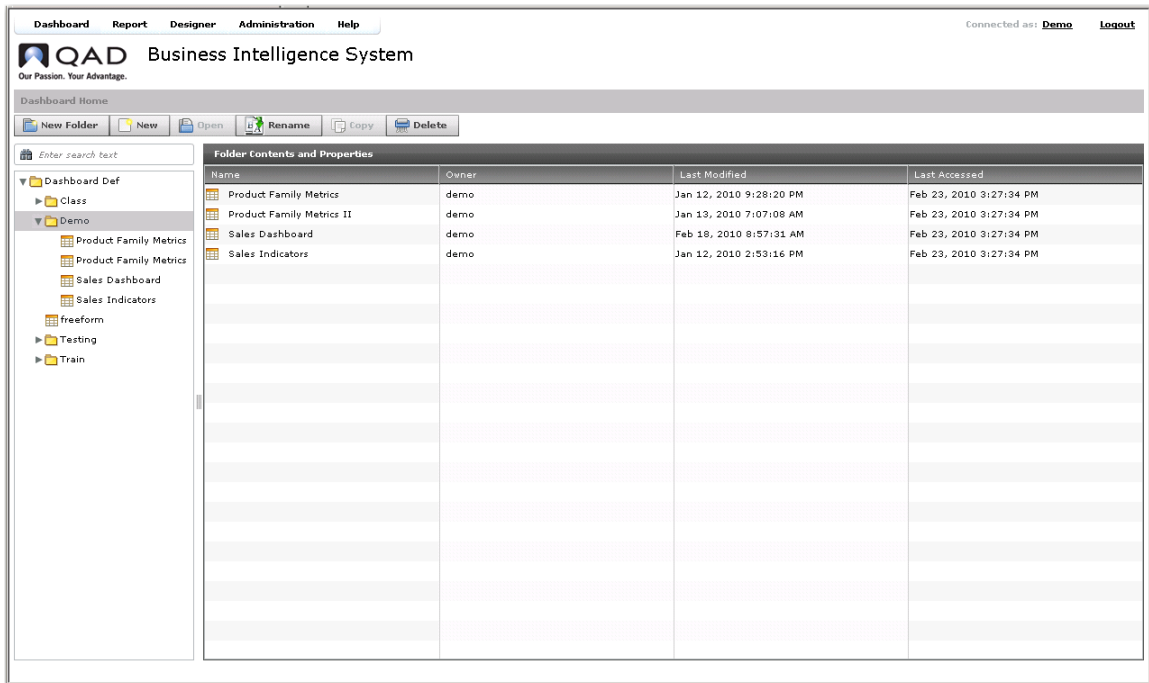 Dashboard Report Designer Administration Help Connected as: Demo Logout
QAD Business Intelligence System
Our Passion. Your Advantage.
Dashboard Home
New Folder New Open Rename Copy Delete
Enter search text
Dashboard Def
Class
Demo
Product Family Metrics
Product Family Metrics
Sales Dashboard
Sales Indicators
freeform
Testing
Train
Folder Contents and Properties
Name Owner Last Modified Last Accessed
Product Family Metrics demo Jan 12, 2010 9:28:20 PM Feb 23, 2010 3:27:34 PM
Product Family Metrics II demo Jan 13, 2010 7:07:08 AM Feb 23, 2010 3:27:34 PM
Sales Dashboard demo Feb 18, 2010 8:57:31 AM Feb 23, 2010 3:27:34 PM
Sales Indicators demo Jan 12, 2010 2:53:16 PM Feb 23, 2010 3:27:34 PM